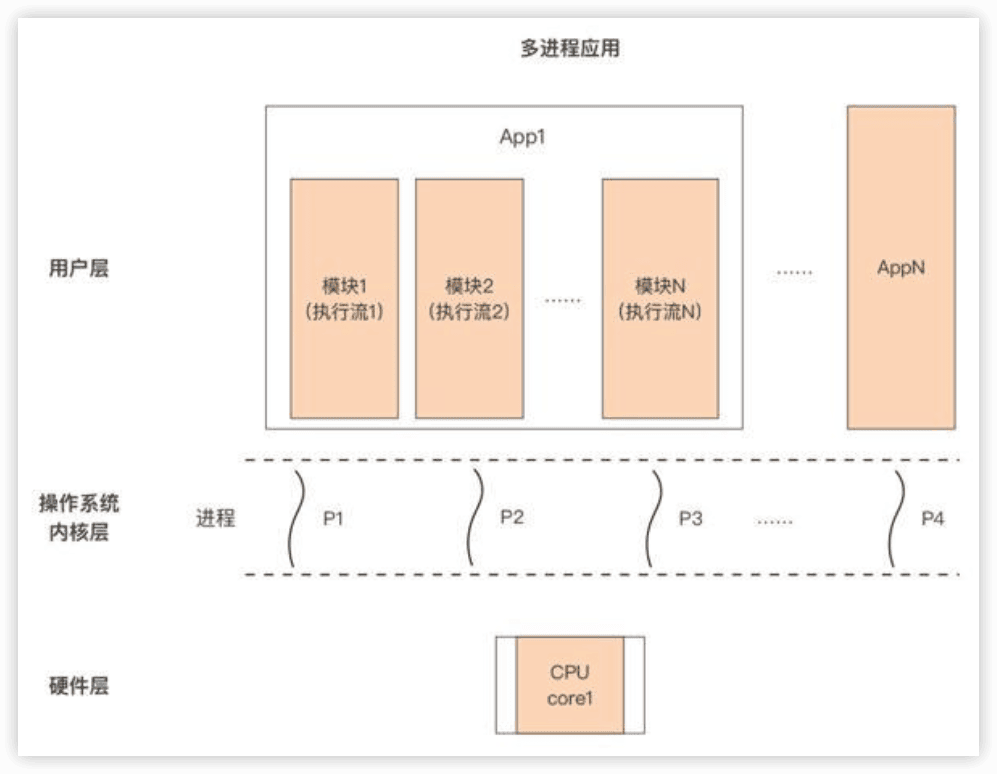 多进程应用
App1
模块1
(执行流1)
模块2
(执行流2)
......
模块N
(执行流N)
......
AppN
用户层
操作系统
内核层
进程
P1
P2
P3
......
P4
硬件层
CPU
core1